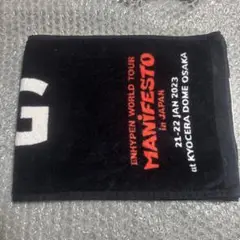 ENHYPEN WORLD TOUR
MANiFESTO
in JAPAN
21-22 JAN 2023
at KYOCERA DOME OSAKA